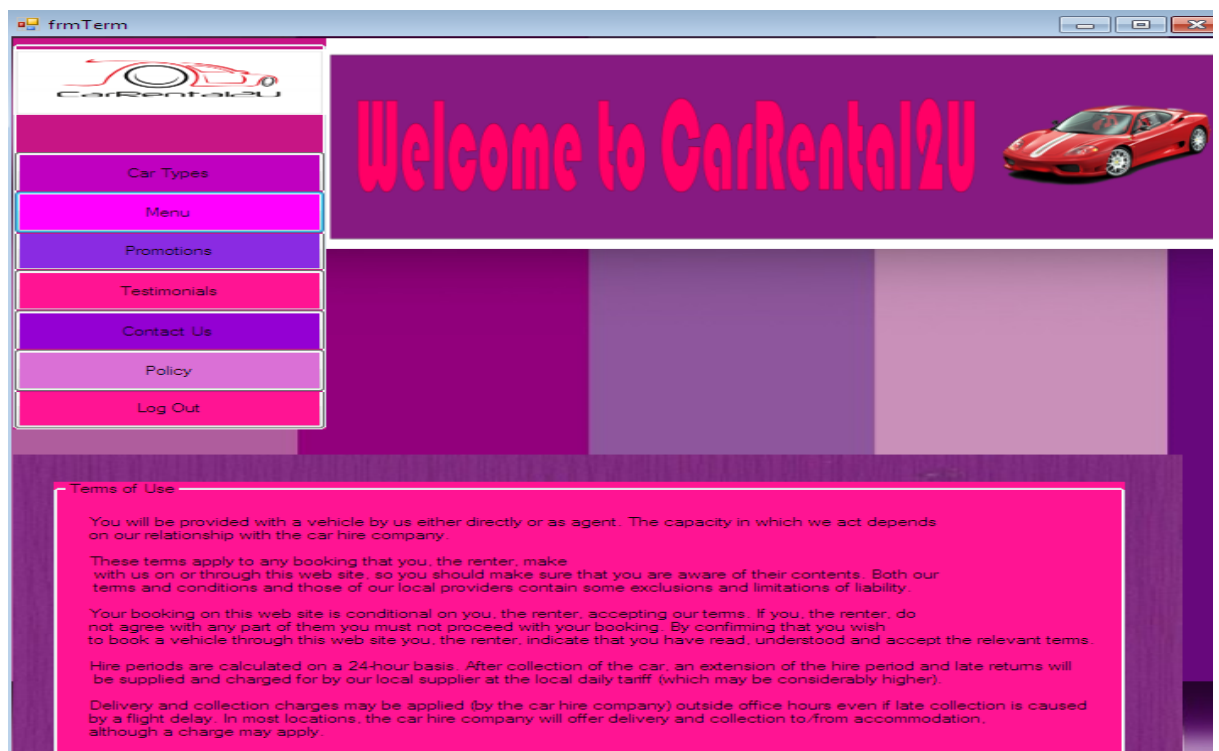 frmTerm
CarRental2U
Welcome to CarRental2U
Car Types
Menu
Promotions
Testimonials
Contact Us
Policy
Log Out
Terms of Use
You will be provided with a vehicle by us either directly or as agent. The capacity in which we act depends
on our relationship with the car hire company.
These terms apply to any booking that you, the renter, make
with us on or through this web site, so you should make sure that you are aware of their contents. Both our
terms and conditions and those of our local providers contain some exclusions and limitations of liability.
Your booking on this web site is conditional on you, the renter, accepting our terms. If you, the renter, do
not agree with any part of them you must not proceed with your booking. By confirming that you wish
to book a vehicle through this web site you, the renter, indicate that you have read, understood and accept the relevant terms.
Hire periods are calculated on a 24-hour basis. After collection of the car, an extension of the hire period and late returns will
be supplied and charged for by our local supplier at the local daily tariff (which may be considerably higher).
Delivery and collection charges may be applied (by the car hire company) outside office hours even if late collection is caused
by a flight delay. In most locations, the car hire company will offer delivery and collection to/from accommodation,
although a charge may apply.